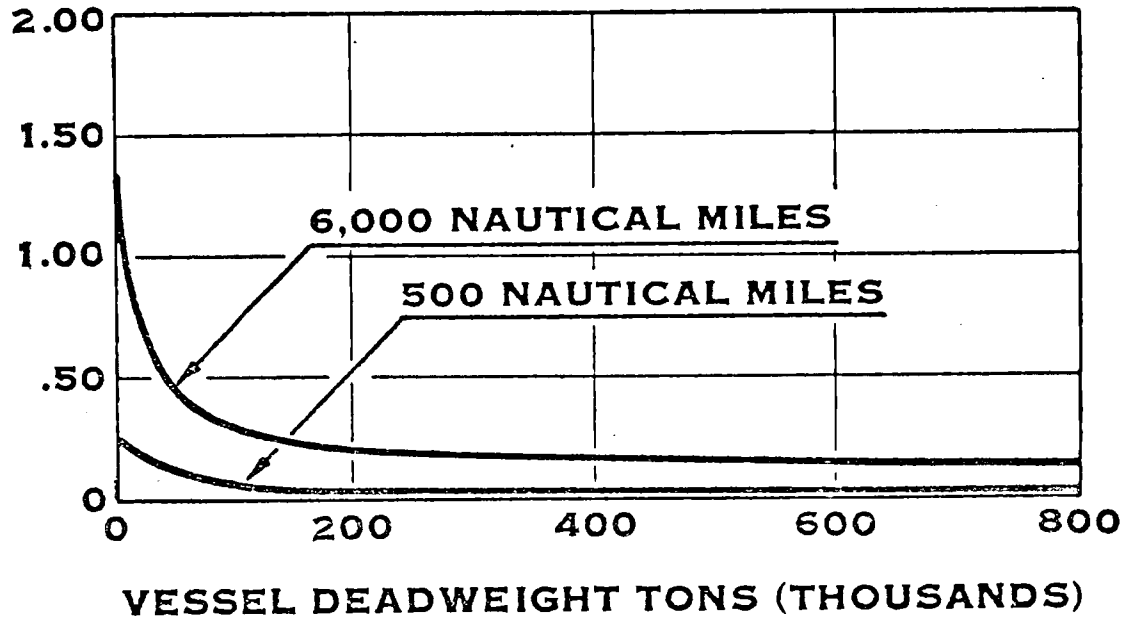 2.00
1.50
6,000 NAUTICAL MILES
1.00
500 NAUTICAL MILES
.50
0
0 200 400 600 800
VESSEL DEADWEIGHT TONS (THOUSANDS)